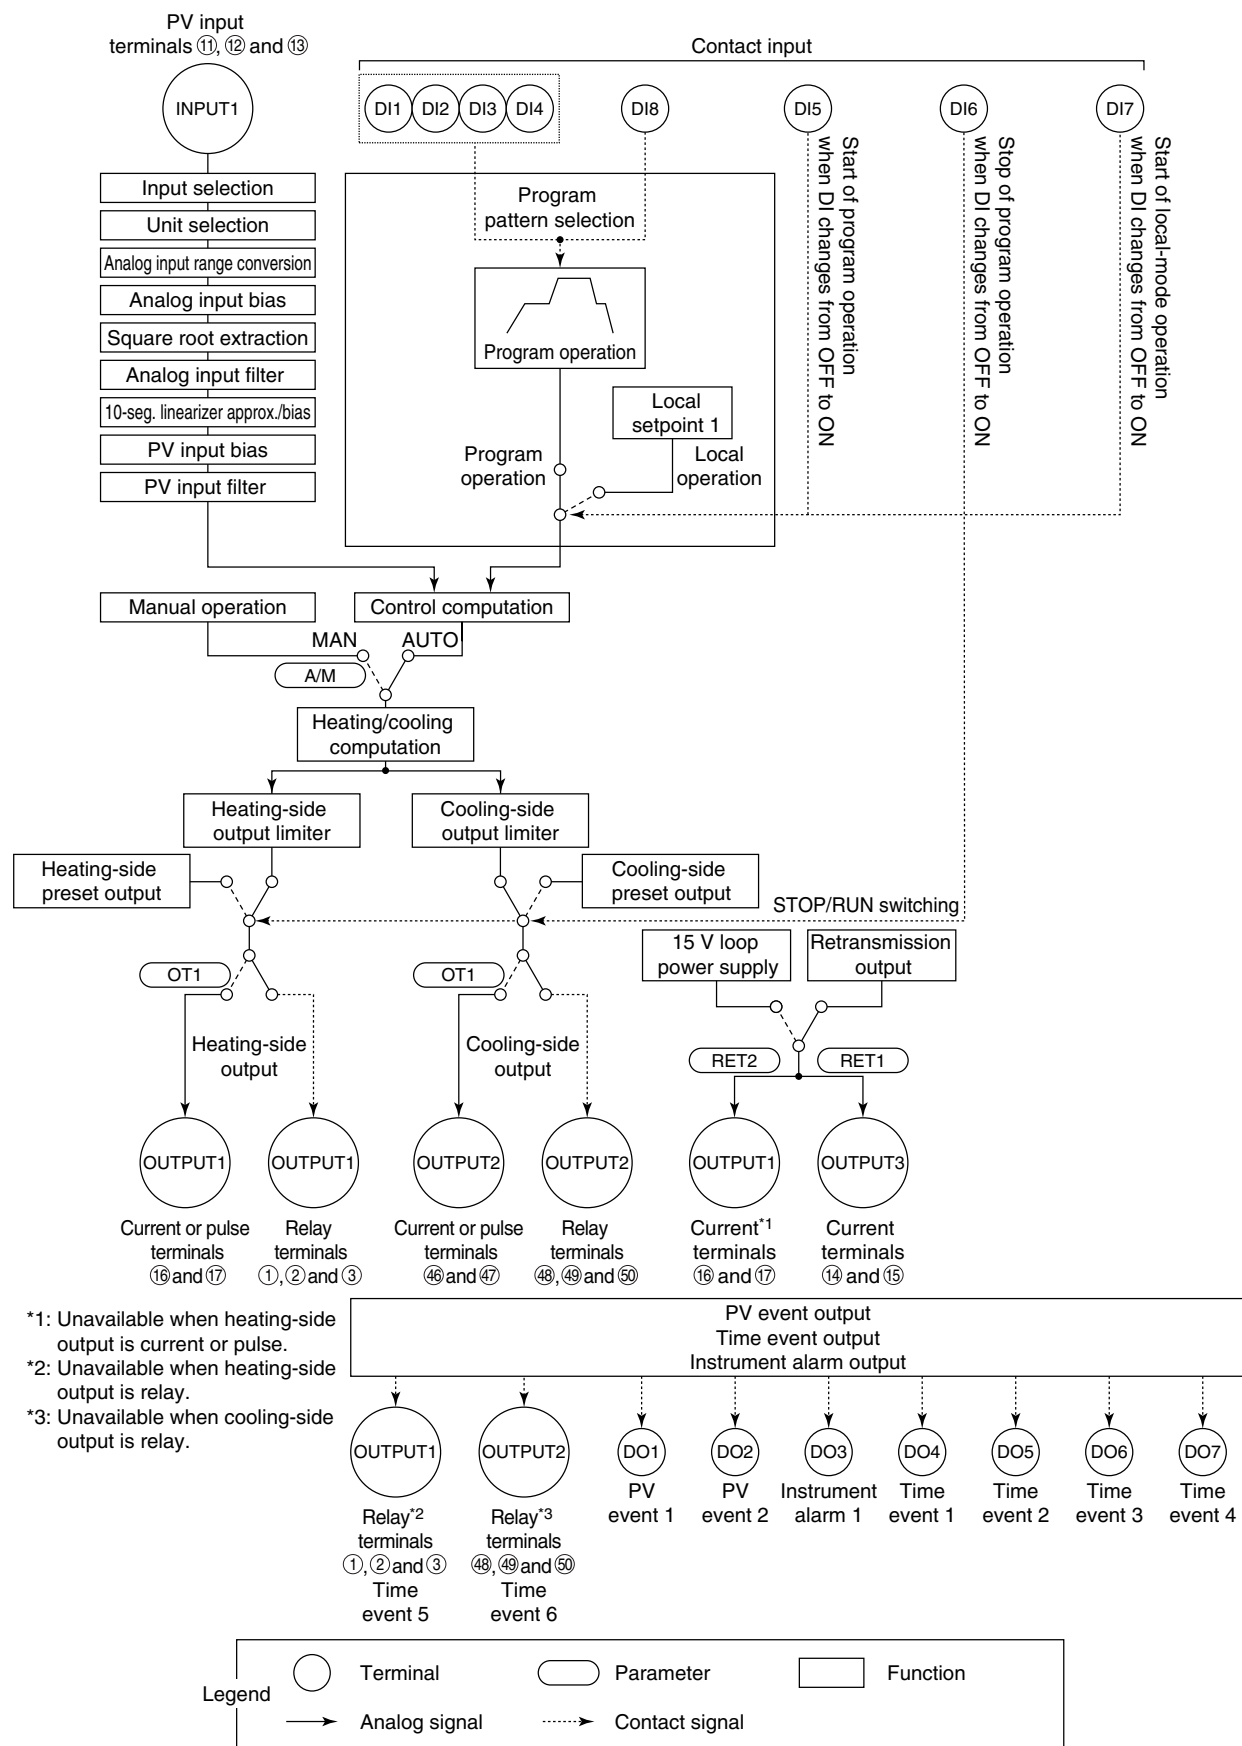 PV input
terminals ⑪, ⑫ and ⑬
Contact input
INPUT1
DI1
DI2
DI3
DI4
DI8
DI5
DI6
DI7
Start of program operation
when DI changes from OFF to ON
Stop of program operation
when DI changes from OFF to ON
Start of local-mode operation
when DI changes from OFF to ON
Input selection
Unit selection
Analog input range conversion
Analog input bias
Square root extraction
Analog input filter
10-seg. linearizer approx./bias
PV input bias
PV input filter
Program
pattern selection
Program operation
Local
setpoint 1
Program
operation
Local
operation
Manual operation
Control computation
MAN
AUTO
A/M
Heating/cooling
computation
Heating-side
output limiter
Cooling-side
output limiter
Heating-side
preset output
Cooling-side
preset output
STOP/RUN switching
15 V loop
power supply
Retransmission
output
OT1
OT1
Heating-side
output
Cooling-side
output
RET2
RET1
OUTPUT1
OUTPUT1
OUTPUT2
OUTPUT2
OUTPUT1
OUTPUT3
Current or pulse
terminals
⑯ and ⑰
Relay
terminals
①, ② and ③
Current or pulse
terminals
㊻ and ㊼
Relay
terminals
㊽, ㊾ and ㊿
Current*1
terminals
⑯ and ⑰
Current
terminals
⑭ and ⑮
*1: Unavailable when heating-side
output is current or pulse.
*2: Unavailable when heating-side
output is relay.
*3: Unavailable when cooling-side
output is relay.
PV event output
Time event output
Instrument alarm output
OUTPUT1
OUTPUT2
DO1
DO2
DO3
DO4
DO5
DO6
DO7
Relay*2
terminals
①, ② and ③
Time
event 5
Relay*3
terminals
㊽, ㊾ and ㊿
Time
event 6
PV
event 1
PV
event 2
Instrument
alarm 1
Time
event 1
Time
event 2
Time
event 3
Time
event 4
Legend
Terminal
Parameter
Function
Analog signal
Contact signal